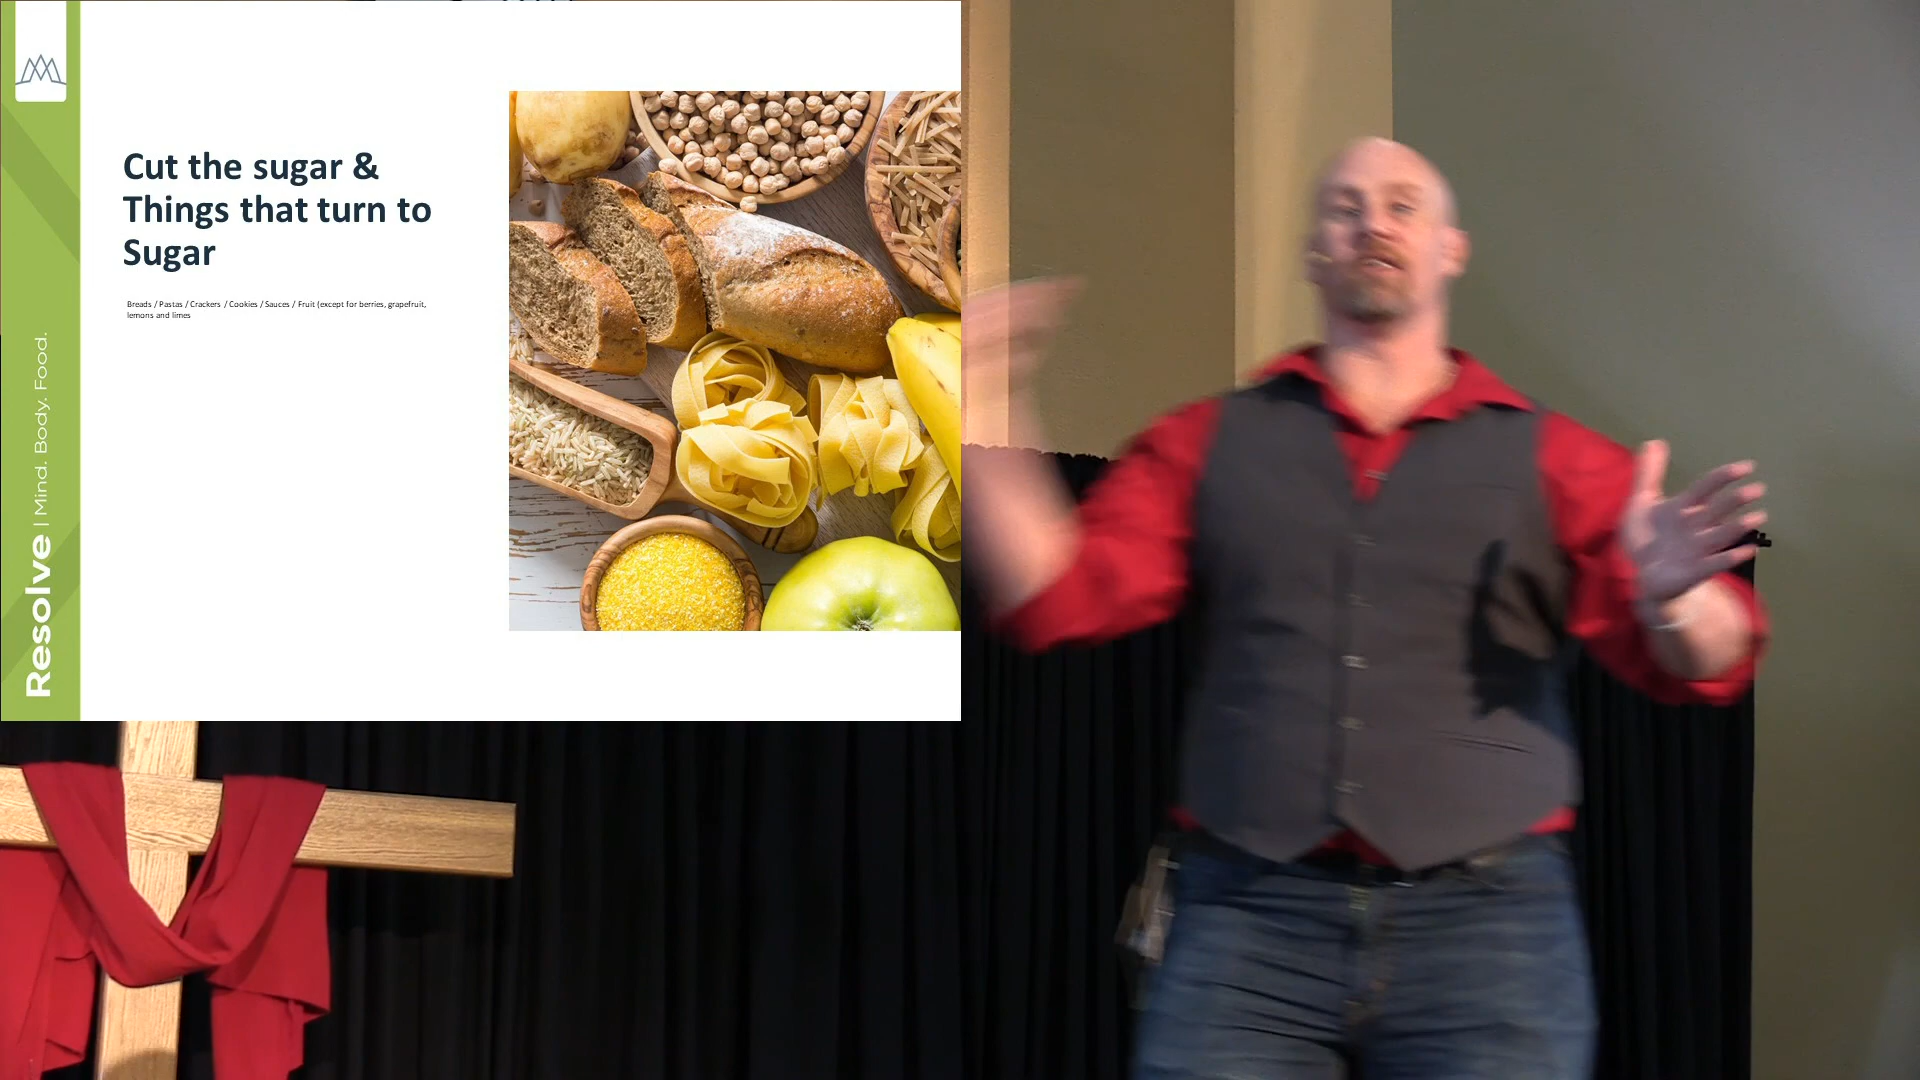 Cut the sugar &
Things that turn to
Sugar
Breads / Pastas / Crackers / Cookies / Sauces / Fruit (except for berries, grapefruit,
lemons and limes
Resolve | Mind. Body. Food.